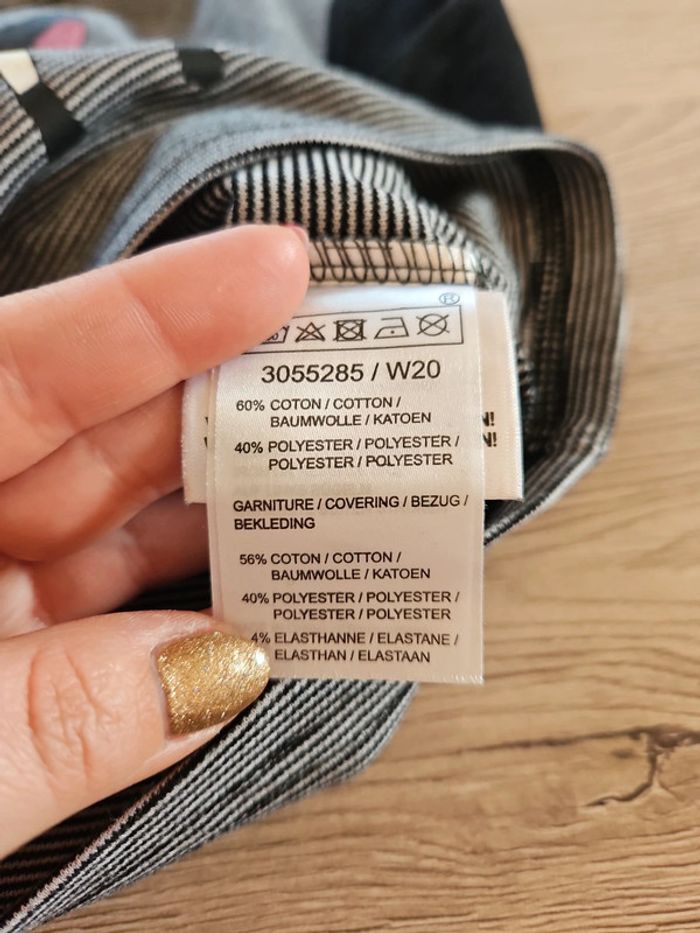 ®
3055285 / W20
60% COTON / COTTON /
BAUMWOLLE / KATOEN
40% POLYESTER / POLYESTER /
POLYESTER / POLYESTER
GARNITURE / COVERING / BEZUG /
BEKLEDING
56% COTON / COTTON /
BAUMWOLLE / KATOEN
40% POLYESTER / POLYESTER /
POLYESTER / POLYESTER
4% ELASTHANNE / ELASTANE /
ELASTHAN / ELASTAAN
N!
N!